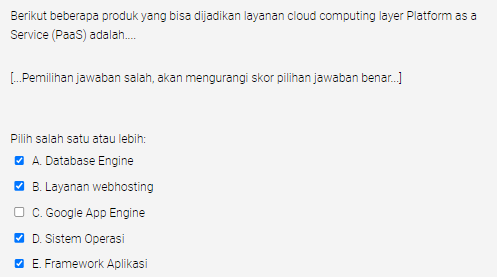 Berikut beberapa produk yang bisa dijadikan layanan cloud computing layer Platform as a
Service (PaaS) adalah....
[...Pemilihan jawaban salah, akan mengurangi skor pilihan jawaban benar...]
Pilih salah satu atau lebih:
A. Database Engine
B. Layanan webhosting
C. Google App Engine
D. Sistem Operasi
E. Framework Aplikasi